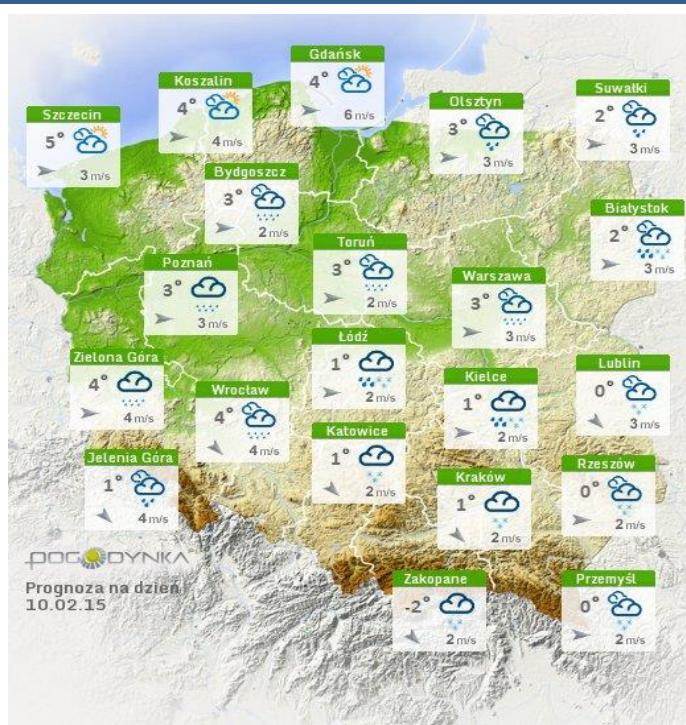 Gdańsk
4°
6 m/s
Koszalin
4°
4 m/s
Szczecin
5°
3 m/s
Olsztyn
3°
3 m/s
Suwałki
2°
3 m/s
Bydgoszcz
3°
2 m/s
Białystok
2°
3 m/s
Toruń
3°
2 m/s
Poznań
3°
3 m/s
Warszawa
3°
3 m/s
Łódź
1°
2 m/s
Zielona Góra
4°
4 m/s
Wrocław
4°
4 m/s
Kielce
1°
2 m/s
Lublin
0°
3 m/s
Katowice
1°
2 m/s
Jelenia Góra
1°
4 m/s
Kraków
1°
2 m/s
Rzeszów
0°
2 m/s
POGODYNKA
Prognoza na dzień
10.02.15
Zakopane
-2°
2 m/s
Przemyśl
0°
2 m/s